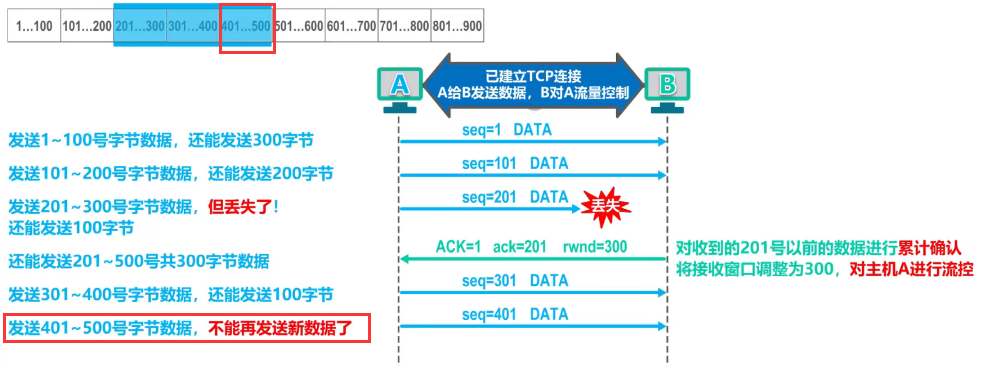 1...100 101...200 201...300 301...400 401...500 501...600 601...700 701...800 801...900
已建立TCP连接
A给B发送数据，B对A流量控制
A
B
发送1~100号字节数据，还能发送300字节
seq=1 DATA
发送101~200号字节数据，还能发送200字节
seq=101 DATA
发送201~300号字节数据，但丢失了！
还能发送100字节
seq=201 DATA
丢失
还能发送201~500号共300字节数据
ACK=1 ack=201 rwnd=300
对收到的201号以前的数据进行累计确认
将接收窗口调整为300，对主机A进行流控
发送301~400号字节数据，还能发送100字节
seq=301 DATA
发送401~500号字节数据，不能再发送新数据了
seq=401 DATA